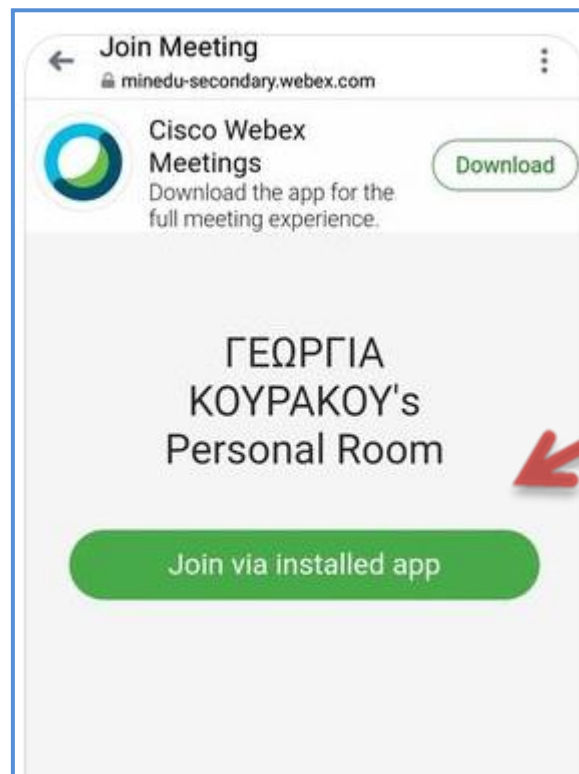 Join Meeting
minedu-secondary.webex.com
Cisco Webex
Meetings
Download the app for the
full meeting experience.
Download
ΓΕΩΡΓΙΑ
ΚΟΥΡΑΚΟΥ's
Personal Room
Join via installed app